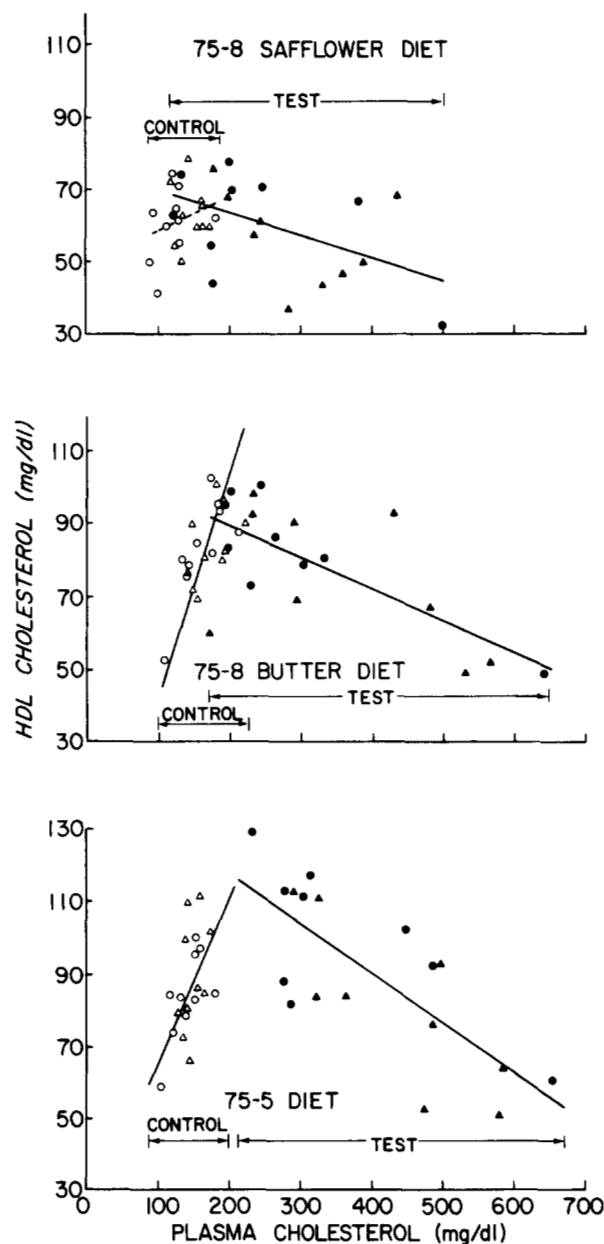 75-8 SAFFLOWER DIET
TEST
CONTROL
110
90
70
50
30
HDL CHOLESTEROL (mg/dl)
110
90
70
50
30
75-8 BUTTER DIET
TEST
CONTROL
130
110
90
70
50
30
75-5 DIET
CONTROL
TEST
0 100 200 300 400 500 600 700
PLASMA CHOLESTEROL (mg/dl)